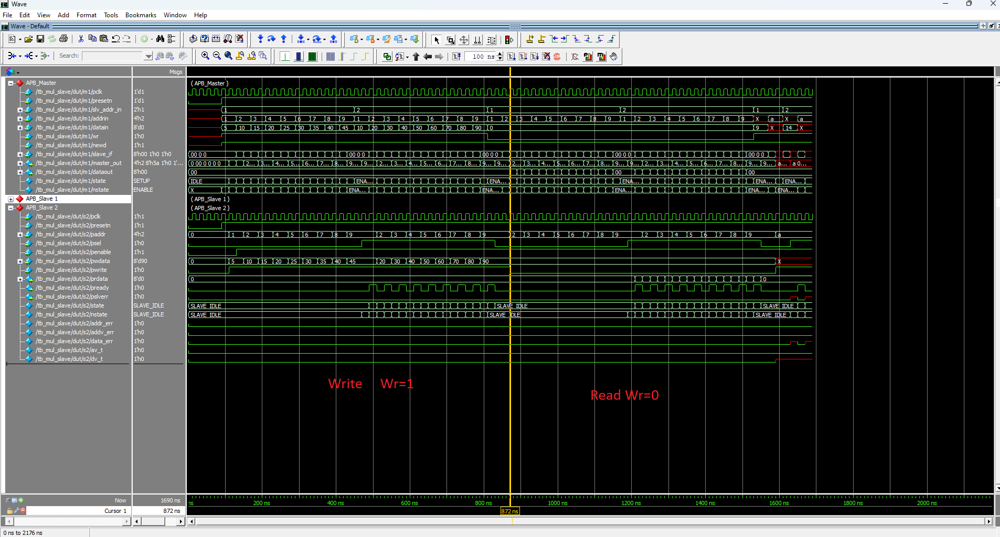 Wave
File Edit View Add Format Tools Bookmarks Window Help
Wave - Default
Search:
100 ns
Msgs
APB_Master
(APB_Master)
/tb_mul_slave/dut/m1/pclk 1'd1
/tb_mul_slave/dut/m1/presetn 1'd1
/tb_mul_slave/dut/m1/slv_addr_in 2'h1 1 2 1 2 1 2
/tb_mul_slave/dut/m1/addrin 4'h2 1 2 3 4 5 6 7 8 9 1 2 3 4 5 6 7 8 9 1 2 3 4 5 6 7 8 9 1 2 3 4 5 6 7 8 9 X a X a
/tb_mul_slave/dut/m1/datain 8'd0 5 10 15 20 25 30 35 40 45 10 20 30 40 50 60 70 80 90 0 9 X 14 X
/tb_mul_slave/dut/m1/wr 1'h0
/tb_mul_slave/dut/m1/newd 1'h1
/tb_mul_slave/dut/m1/slave_if 8'h00 1'h0 1'h0 00 0 0 00 0 0 00 0 0 00 0 0 00 0 0
/tb_mul_slave/dut/m1/master_out 4'h2 8'h5a 1'h0 1'... 0 00 0 0 0 0 2... 3... 4... 5... 6... 7... 8... 9... 9... 2... 3... 4... 5... 6... 7... 8... 9... 9... 2... 3... 4... 5... 6... 7... 8... 9... 9... 2... 3... 4... 5... 6... 7... 8... 9... 9... a... a 0...
/tb_mul_slave/dut/m1/dataout 8'h00 00 00 00
/tb_mul_slave/dut/m1/state SETUP IDLE ENA... ENA... ENA... ENA... ENA...
/tb_mul_slave/dut/m1/nstate ENABLE X ENA... ENA... ENA... ENA... ENA...
APB_Slave 1
(APB_Slave 1)
APB_Slave 2
(APB_Slave 2)
/tb_mul_slave/dut/s2/pclk 1'h1
/tb_mul_slave/dut/s2/presetn 1'h1
/tb_mul_slave/dut/s2/paddr 4'h2 0 1 2 3 4 5 6 7 8 9 2 3 4 5 6 7 8 9 2 3 4 5 6 7 8 9 2 3 4 5 6 7 8 9 a
/tb_mul_slave/dut/s2/psel 1'h0
/tb_mul_slave/dut/s2/penable 1'h1
/tb_mul_slave/dut/s2/pwdata 8'd90 0 5 10 15 20 25 30 35 40 45 20 30 40 50 60 70 80 90 X
/tb_mul_slave/dut/s2/pwrite 1'h0
/tb_mul_slave/dut/s2/prdata 8'd0 0 0
/tb_mul_slave/dut/s2/pready 1'h0
/tb_mul_slave/dut/s2/pslverr 1'h0
/tb_mul_slave/dut/s2/state SLAVE_IDLE SLAVE_IDLE SLAVE_IDLE SLAVE_IDLE
/tb_mul_slave/dut/s2/nstate SLAVE_IDLE SLAVE_IDLE SLAVE_IDLE SLAVE_IDLE
/tb_mul_slave/dut/s2/addr_err 1'h0
/tb_mul_slave/dut/s2/addv_err 1'h0
/tb_mul_slave/dut/s2/data_err 1'h0
/tb_mul_slave/dut/s2/av_t 1'h0
/tb_mul_slave/dut/s2/dv_t 1'h0
Write Wr=1
Read Wr=0
Now 1690 ns
ns 200 ns 400 ns 600 ns 800 ns 1000 ns 1200 ns 1400 ns 1600 ns 1800 ns 2000 ns
Cursor 1 872 ns
872 ns
0 ns to 2176 ns